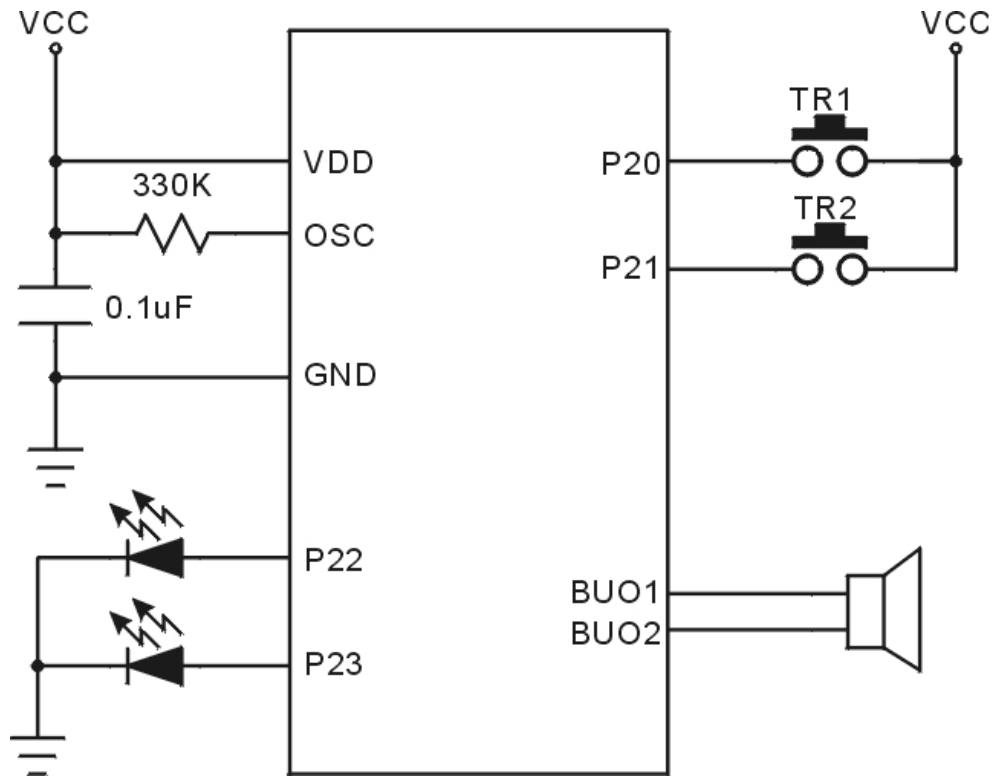 VCC
VCC
TR1
VDD
P20
330K
TR2
OSC
P21
0.1uF
GND
P22
BUO1
BUO2
P23